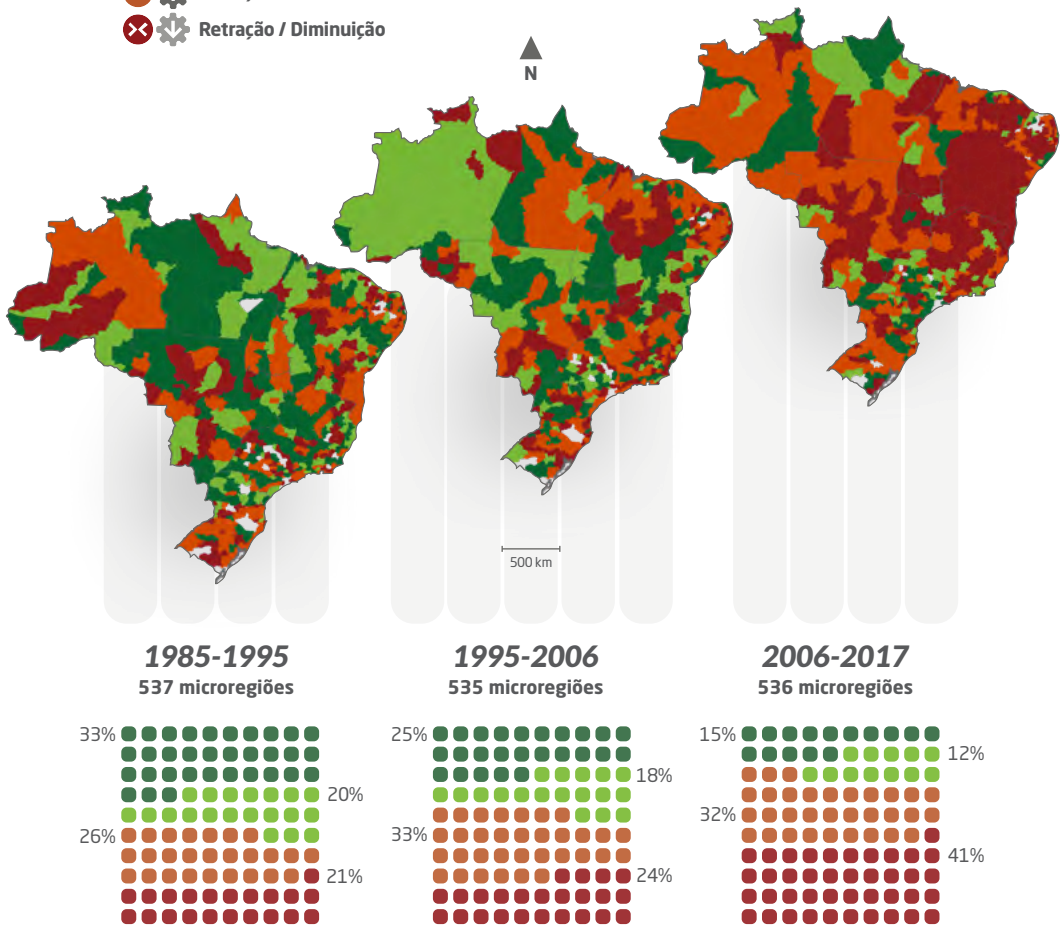 Retração / Diminuição
N
500 km
1985-1995
537 microregiões
1995-2006
535 microregiões
2006-2017
536 microregiões
33%
20%
26%
21%
25%
18%
33%
24%
15%
12%
32%
41%